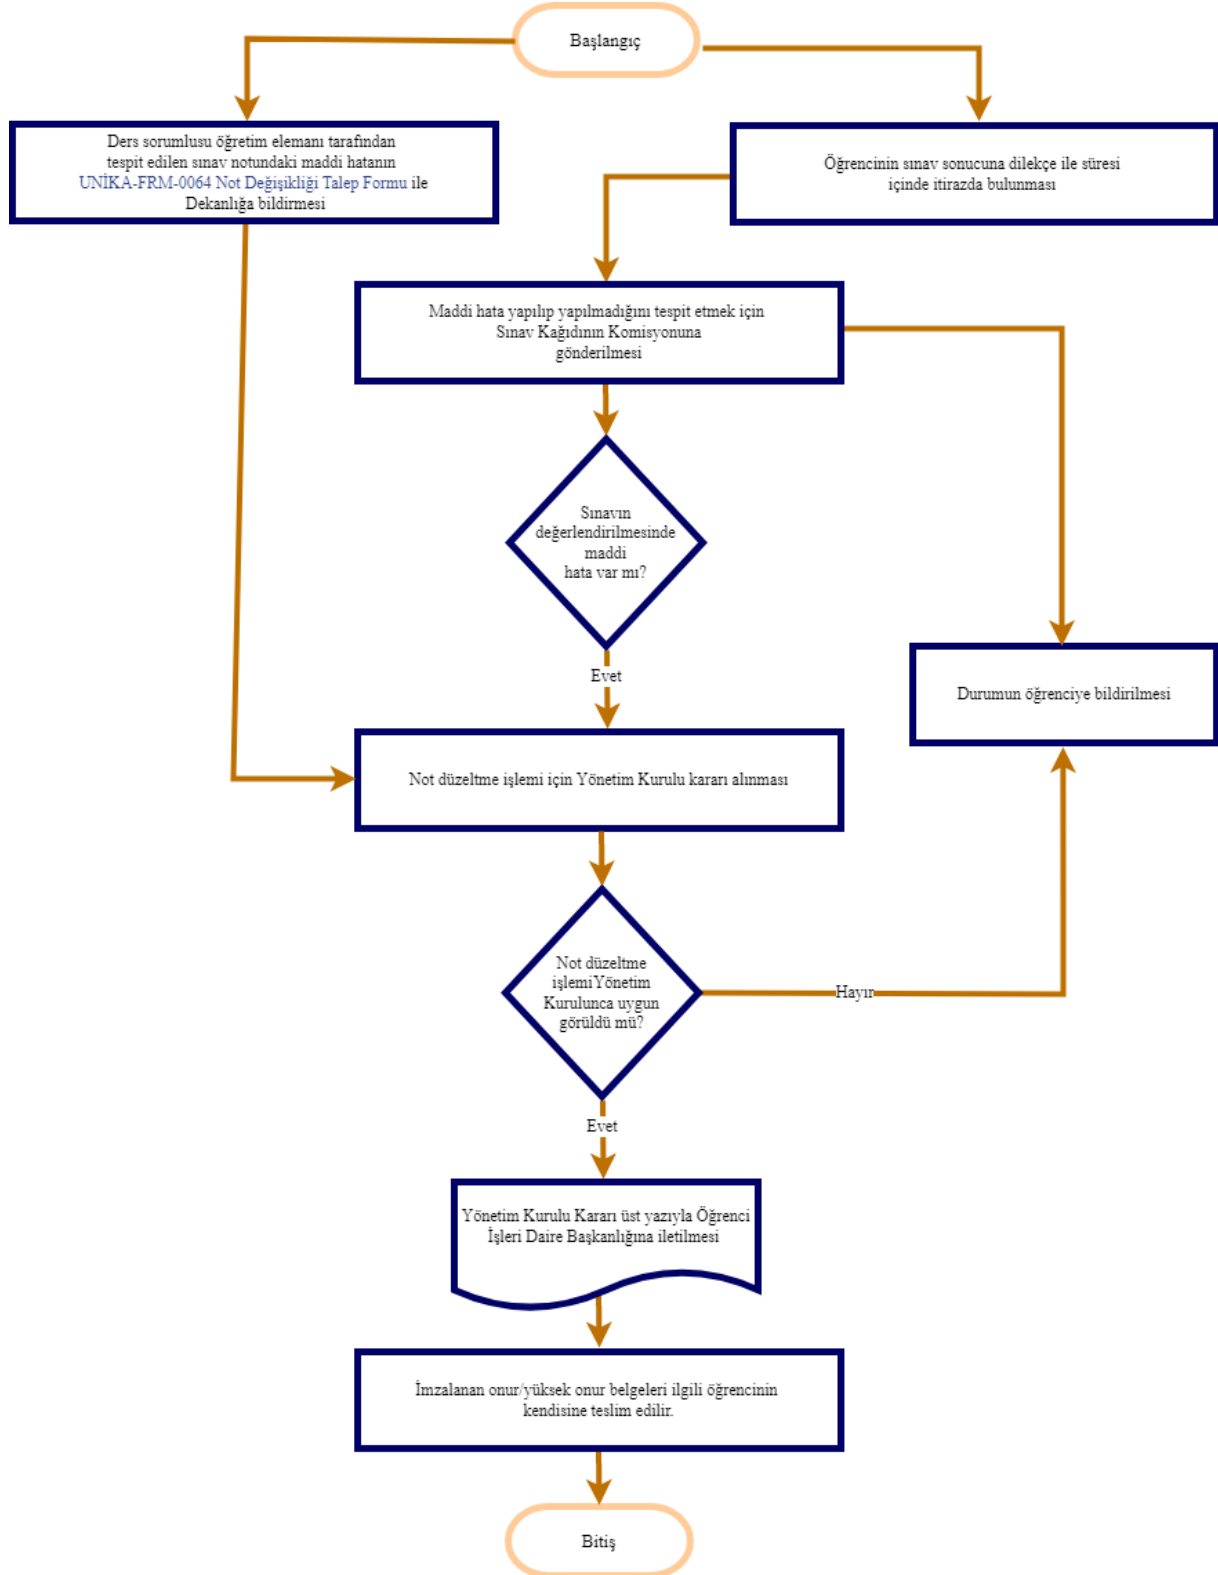 Başlangıç
Ders sorumlusu öğretim elemanı tarafından
tespit edilen sınav notundaki maddi hatanın
UNİKA-FRM-0064 Not Değişikliği Talep Formu ile
Dekanlığa bildirmesi
Öğrencinin sınav sonucuna dilekçe ile süresi
içinde itirazda bulunması
Maddi hata yapılıp yapılmadığını tespit etmek için
Sınav Kağıdının Komisyonuna
gönderilmesi
Sınavın
değerlendirilmesinde
maddi
hata var mı?
Evet
Durumun öğrenciye bildirilmesi
Not düzeltme işlemi için Yönetim Kurulu kararı alınması
Not düzeltme
işlemiYönetim
Kurulunca uygun
görüldü mü?
Hayır
Evet
Yönetim Kurulu Kararı üst yazıyla Öğrenci
İşleri Daire Başkanlığına iletilmesi
İmzalanan onur/yüksek onur belgeleri ilgili öğrencinin
kendisine teslim edilir.
Bitiş